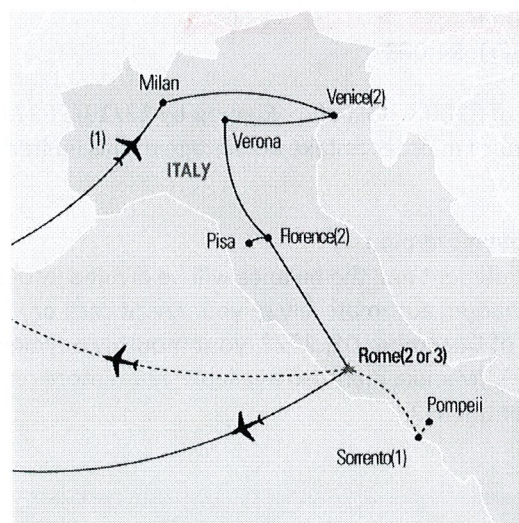 Milan
Venice(2)
(1)
Verona
ITALY
Pisa
Florence(2)
Rome(2 or 3)
Pompeii
Sorrento(1)